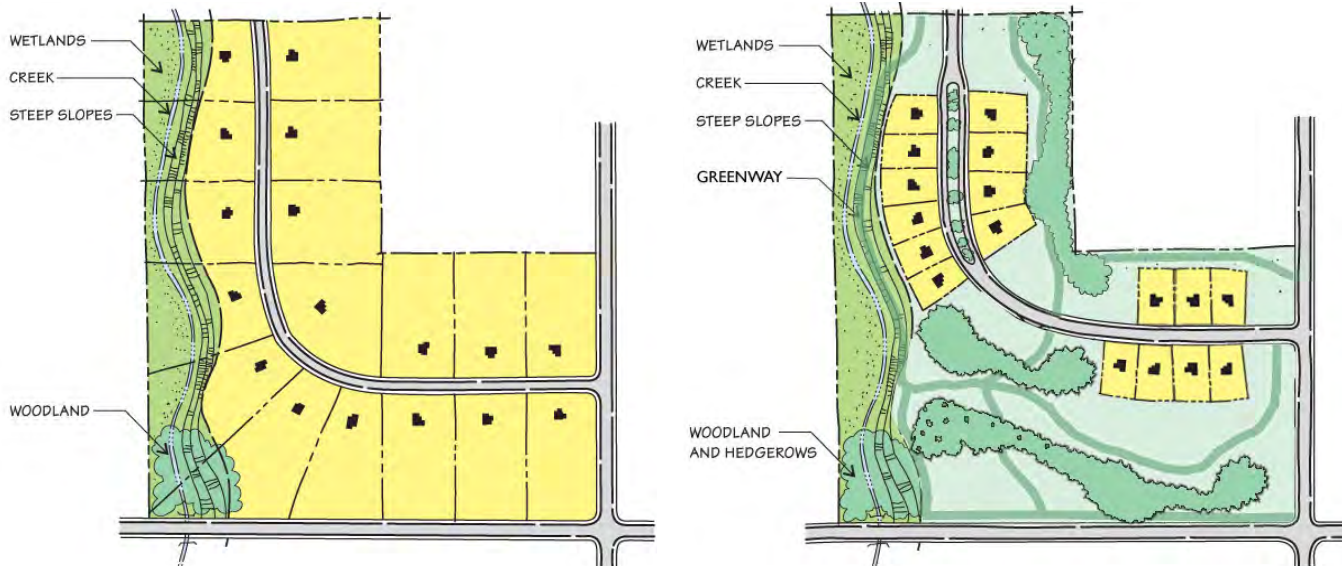 WETLANDS
CREEK
STEEP SLOPES
WOODLAND
WETLANDS
CREEK
STEEP SLOPES
GREENWAY
WOODLAND
AND HEDGEROWS